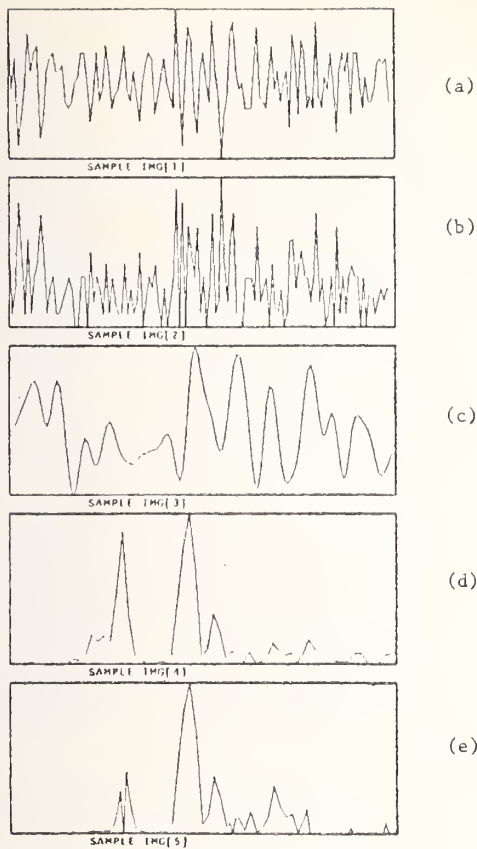 (a)
SAMPLE IMG[1]
(b)
SAMPLE IMG[2]
(c)
SAMPLE IMG[3]
(d)
SAMPLE IMG[4]
(e)
SAMPLE IMG[5]